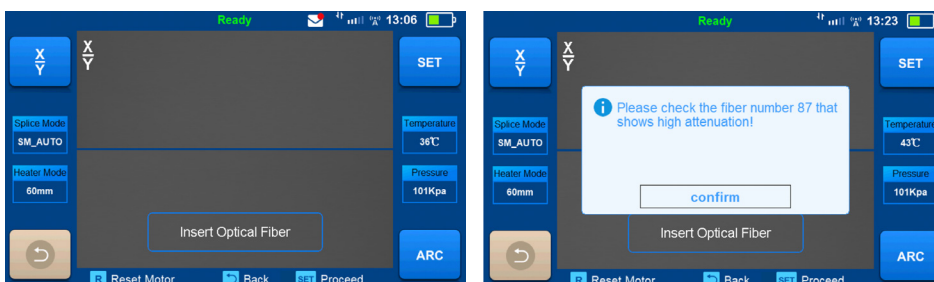 Ready 13:06
X
Y
X
Y
SET
Splice Mode
SM_AUTO
Temperature
36℃
Heater Mode
60mm
Pressure
101Kpa
Insert Optical Fiber
ARC
R Reset Motor Back SET Proceed
Ready 13:23
X
Y
X
Y
SET
Please check the fiber number 87 that
shows high attenuation!
Splice Mode
SM_AUTO
Temperature
43℃
Heater Mode
60mm
Pressure
101Kpa
confirm
Insert Optical Fiber
ARC
R Reset Motor Back SET Proceed